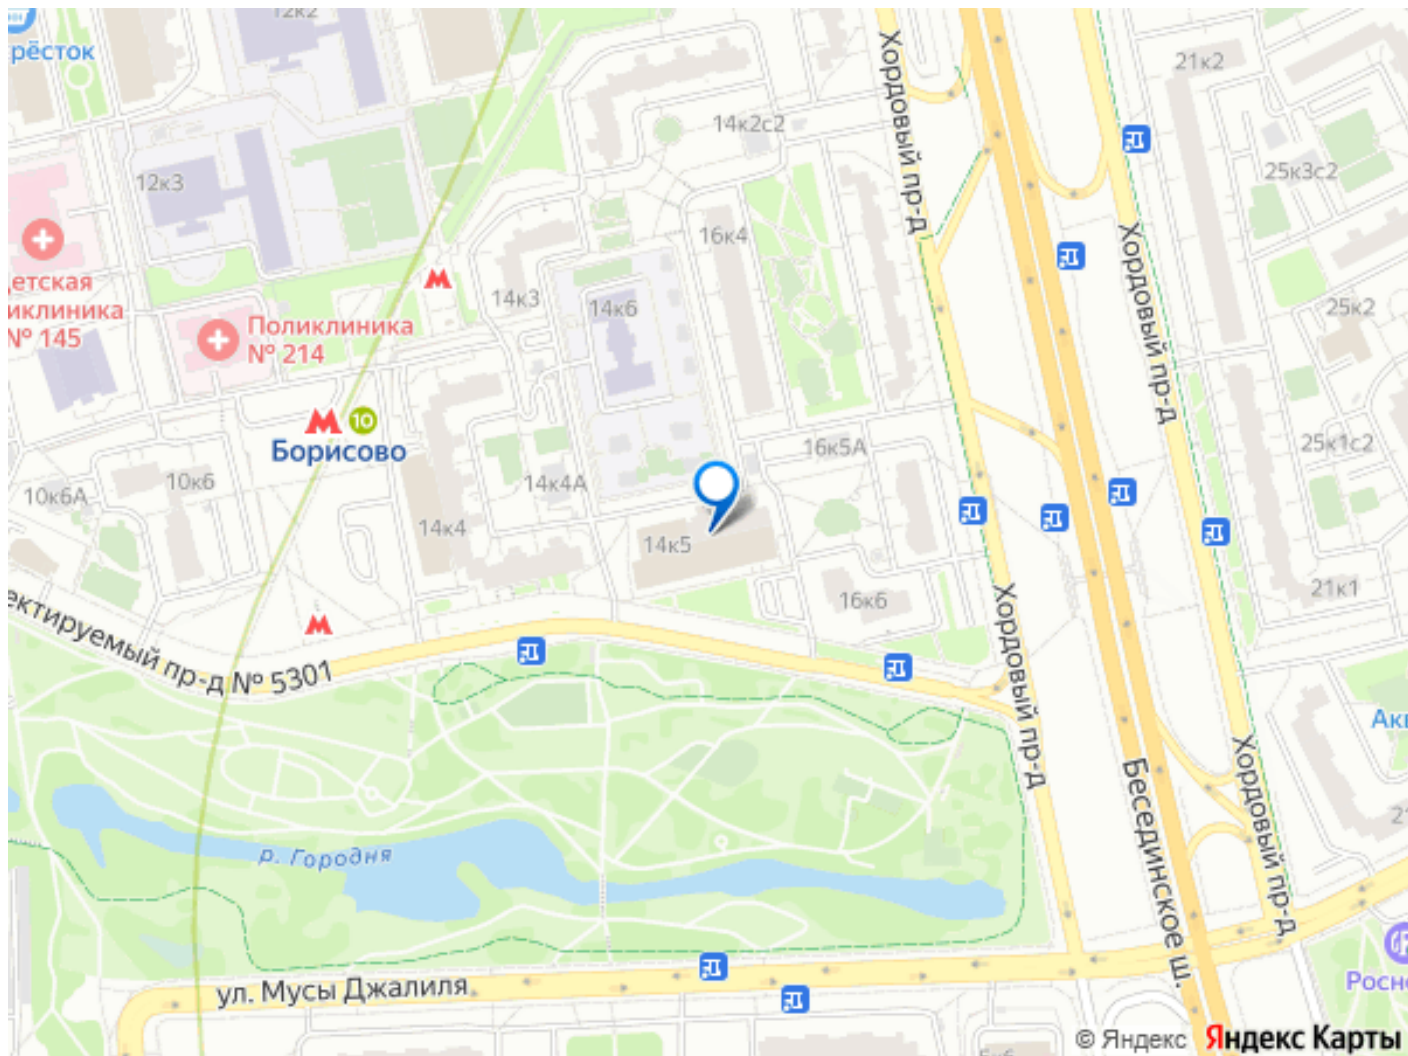 12к2
рёсток
21к2
Хордовый пр-д
14к2с2
25к3с2
12к3
16к4
Хордовый пр-д
етская
иклиника
№ 145
14к3
14к6
25к2
Поликлиника
№ 214
М
10
Борисово
16к5А
25к1с2
10к6А
10к6
14к4А
14к4
14к5
21к1
16к6
ектируемый пр-д № 5301
Хордовый пр-д
Акв
Бесединское ш.
Хордовый пр-д
р. Городня
ул. Мусы Джалиля
Росн
© Яндекс Яндекс Карты